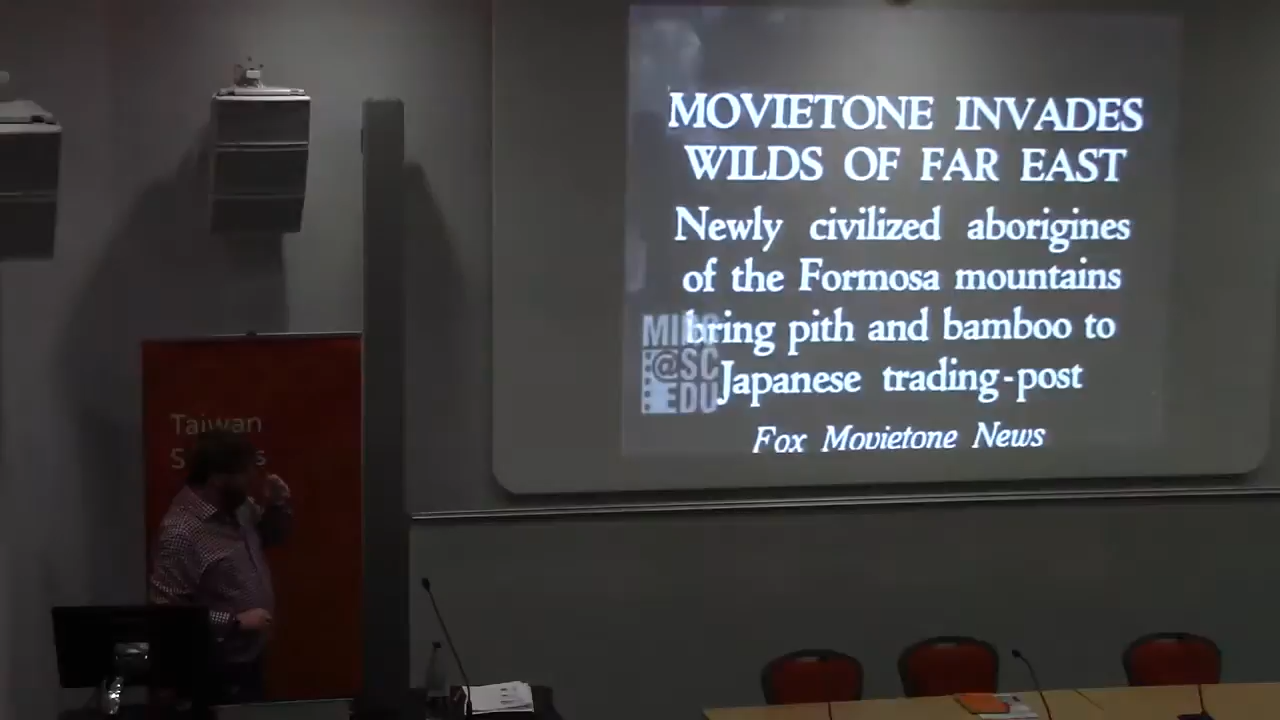 MOVIETONE INVADES
WILDS OF FAR EAST
Newly civilized aborigines
of the Formosa mountains
bring pith and bamboo to
Japanese trading-post
Fox Movietone News
@SC
EDU
Taiwan